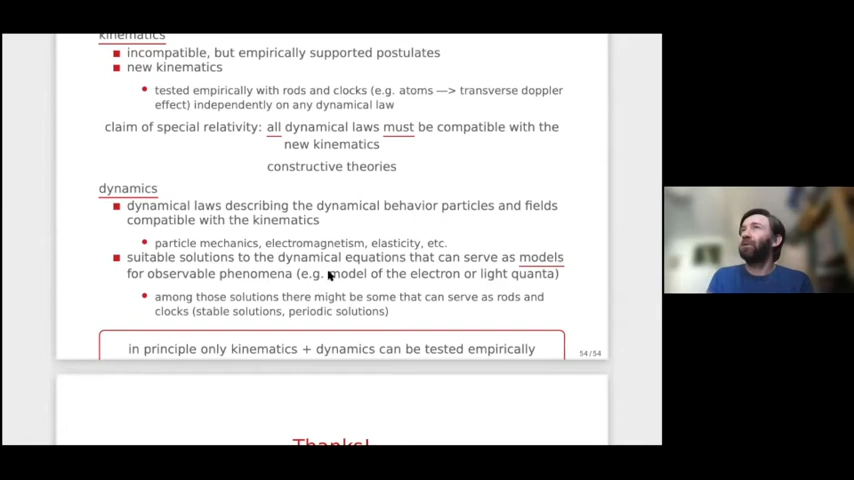 kinematics
incompatible, but empirically supported postulates
new kinematics
tested empirically with rods and clocks (e.g. atoms —> transverse doppler
effect) independently on any dynamical law
claim of special relativity: all dynamical laws must be compatible with the
new kinematics
constructive theories
dynamics
dynamical laws describing the dynamical behavior particles and fields
compatible with the kinematics
particle mechanics, electromagnetism, elasticity, etc.
suitable solutions to the dynamical equations that can serve as models
for observable phenomena (e.g. model of the electron or light quanta)
among those solutions there might be some that can serve as rods and
clocks (stable solutions, periodic solutions)
in principle only kinematics + dynamics can be tested empirically
54/54
Thanks!